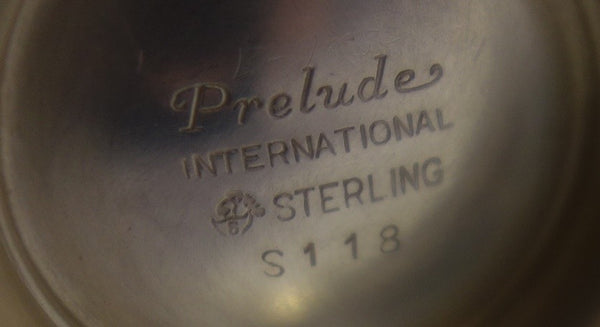 Prelude
INTERNATIONAL
STERLING
S118